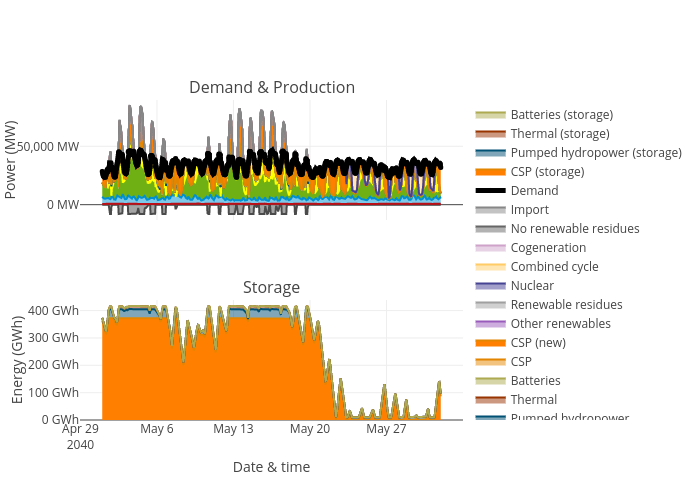 Demand & Production
Power (MW)
50,000 MW
0 MW
Storage
Energy (GWh)
400 GWh
300 GWh
200 GWh
100 GWh
0 GWh
Apr 29
2040
May 6
May 13
May 20
May 27
Date & time
Batteries (storage)
Thermal (storage)
Pumped hydropower (storage)
CSP (storage)
Demand
Import
No renewable residues
Cogeneration
Combined cycle
Nuclear
Renewable residues
Other renewables
CSP (new)
CSP
Batteries
Thermal
Pumped hydropower